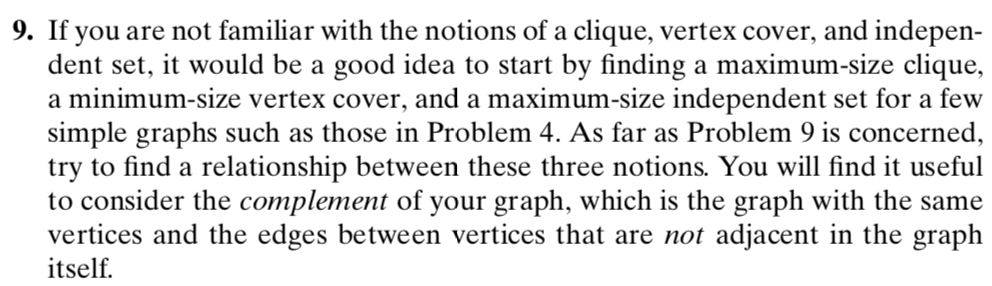 9. If you are not familiar with the notions of a clique, vertex cover, and indepen-
dent set, it would be a good idea to start by finding a maximum-size clique,
a minimum-size vertex cover, and a maximum-size independent set for a few
simple graphs such as those in Problem 4. As far as Problem 9 is concerned,
try to find a relationship between these three notions. You will find it useful
to consider the complement of your graph, which is the graph with the same
vertices and the edges between vertices that are not adjacent in the graph
itself.